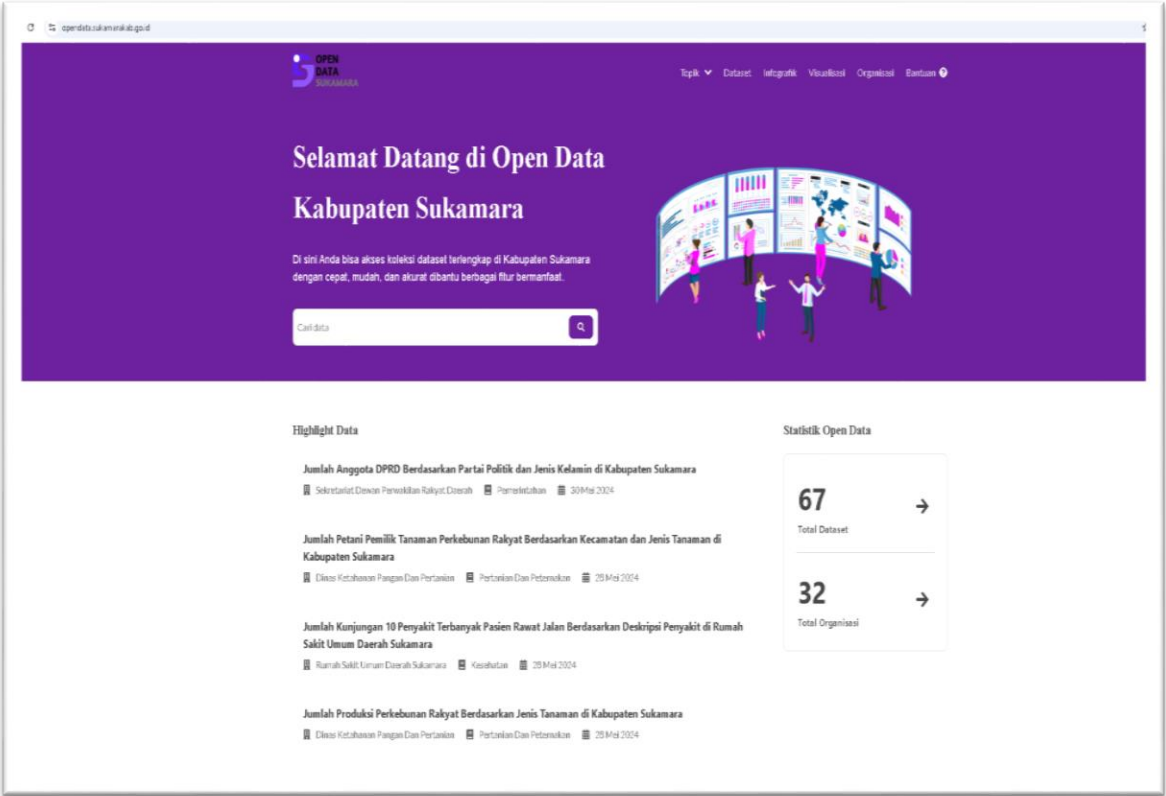 opendata.sukamarakab.go.id
OPEN
DATA
SUKAMARA
Topik Dataset Infografik Visualisasi Organisasi Bantuan
Selamat Datang di Open Data
Kabupaten Sukamara
Di sini Anda bisa akses koleksi dataset terlengkap di Kabupaten Sukamara
dengan cepat, mudah, dan akurat dibantu berbagai fitur bermanfaat.
Cari data
Highlight Data
Jumlah Anggota DPRD Berdasarkan Partai Politik dan Jenis Kelamin di Kabupaten Sukamara
Sekretariat Dewan Perwakilan Rakyat Daerah Pemerintahan 30 Mei 2024
Jumlah Petani Pemilik Tanaman Perkebunan Rakyat Berdasarkan Kecamatan dan Jenis Tanaman di
Kabupaten Sukamara
Dinas Ketahanan Pangan Dan Pertanian Pertanian Dan Peternakan 28 Mei 2024
Jumlah Kunjungan 10 Penyakit Terbanyak Pasien Rawat Jalan Berdasarkan Deskripsi Penyakit di Rumah
Sakit Umum Daerah Sukamara
Rumah Sakit Umum Daerah Sukamara Kesehatan 28 Mei 2024
Jumlah Produksi Perkebunan Rakyat Berdasarkan Jenis Tanaman di Kabupaten Sukamara
Dinas Ketahanan Pangan Dan Pertanian Pertanian Dan Peternakan 28 Mei 2024
Statistik Open Data
67
Total Dataset
32
Total Organisasi